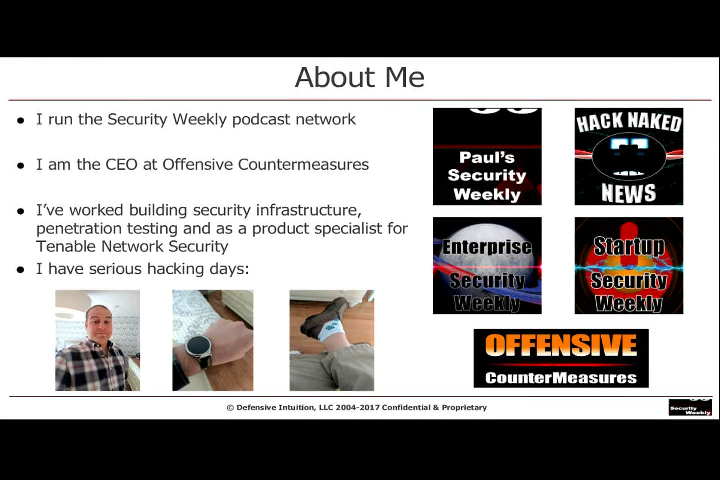 About Me
I run the Security Weekly podcast network
I am the CEO at Offensive Countermeasures
I've worked building security infrastructure,
penetration testing and as a product specialist for
Tenable Network Security
I have serious hacking days:
Paul's
Security
Weekly
HACK NAKED
NEWS
Enterprise
Security
Weekly
Startup
Security
Weekly
OFFENSIVE
CounterMeasures
© Defensive Intuition, LLC 2004-2017 Confidential & Proprietary
Security
Weekly